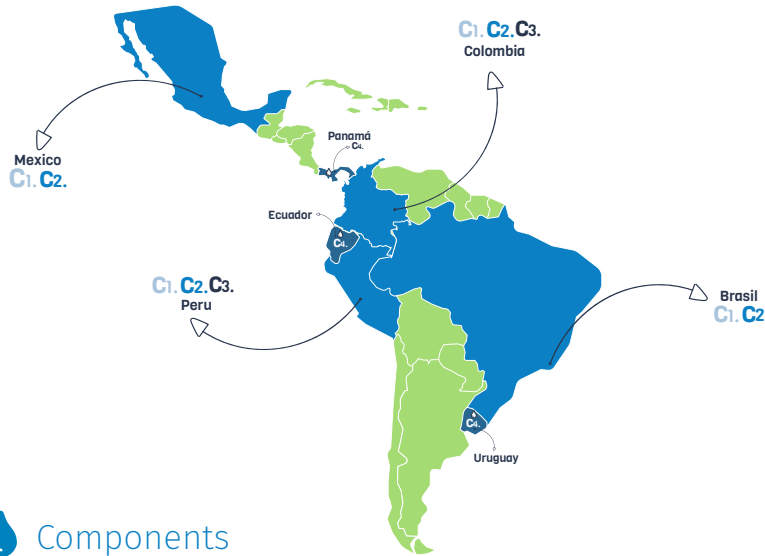 C1. C2. C3.
Colombia
Panamá
C4.
Mexico
C1. C2.
Ecuador
C4.
C1. C2. C3.
Peru
Brasil
C1. C2
C4.
Uruguay
Components